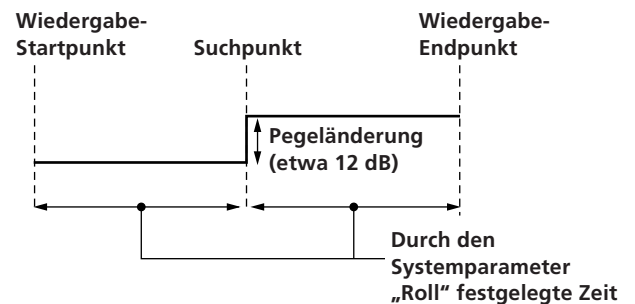 Wiedergabe-
Startpunkt
Suchpunkt
Wiedergabe-
Endpunkt
Pegeländerung
(etwa 12 dB)
Durch den
Systemparameter
„Roll“ festgelegte Zeit